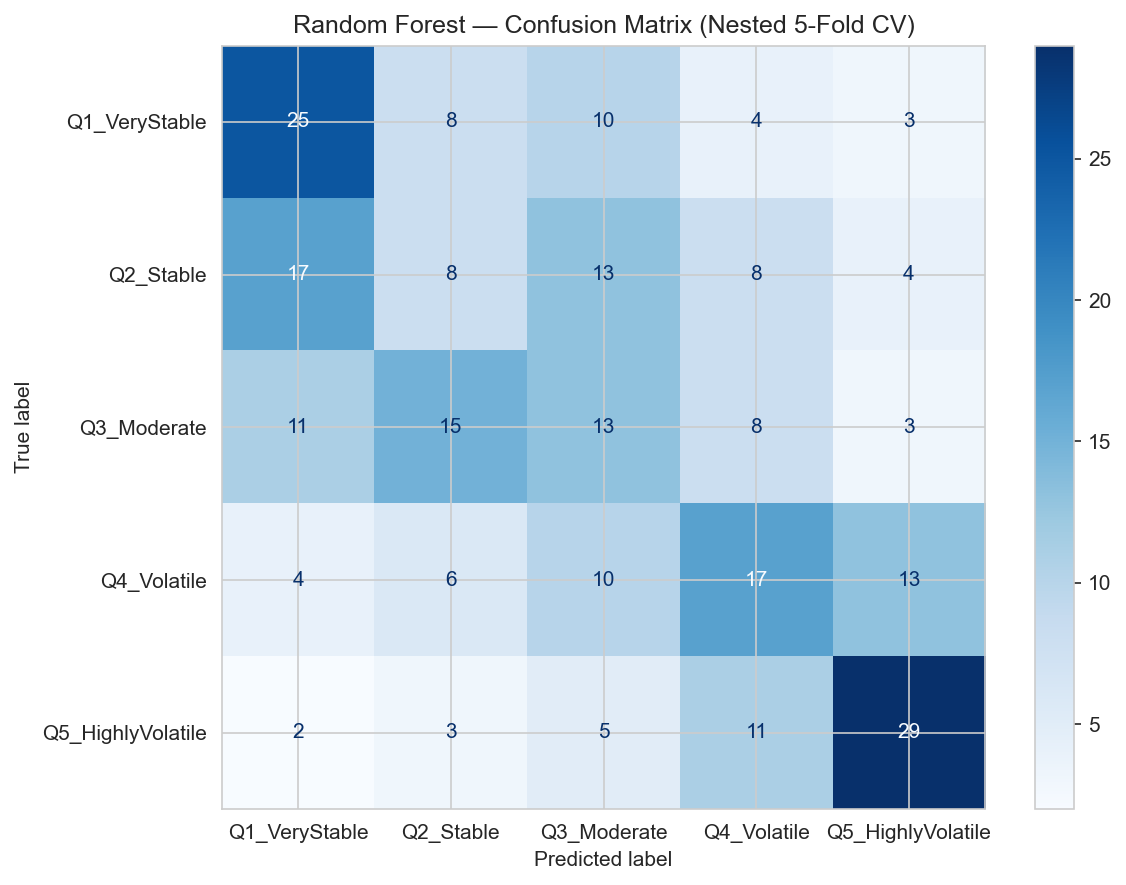 Random Forest — Confusion Matrix (Nested 5-Fold CV)
Q1_VeryStable 25 8 10 4 3
Q2_Stable 17 8 13 8 4
Q3_Moderate 11 15 13 8 3
Q4_Volatile 4 6 10 17 13
Q5_HighlyVolatile 2 3 5 11 29
Q1_VeryStable Q2_Stable Q3_Moderate Q4_Volatile Q5_HighlyVolatile
Predicted label
True label
25
20
15
10
5